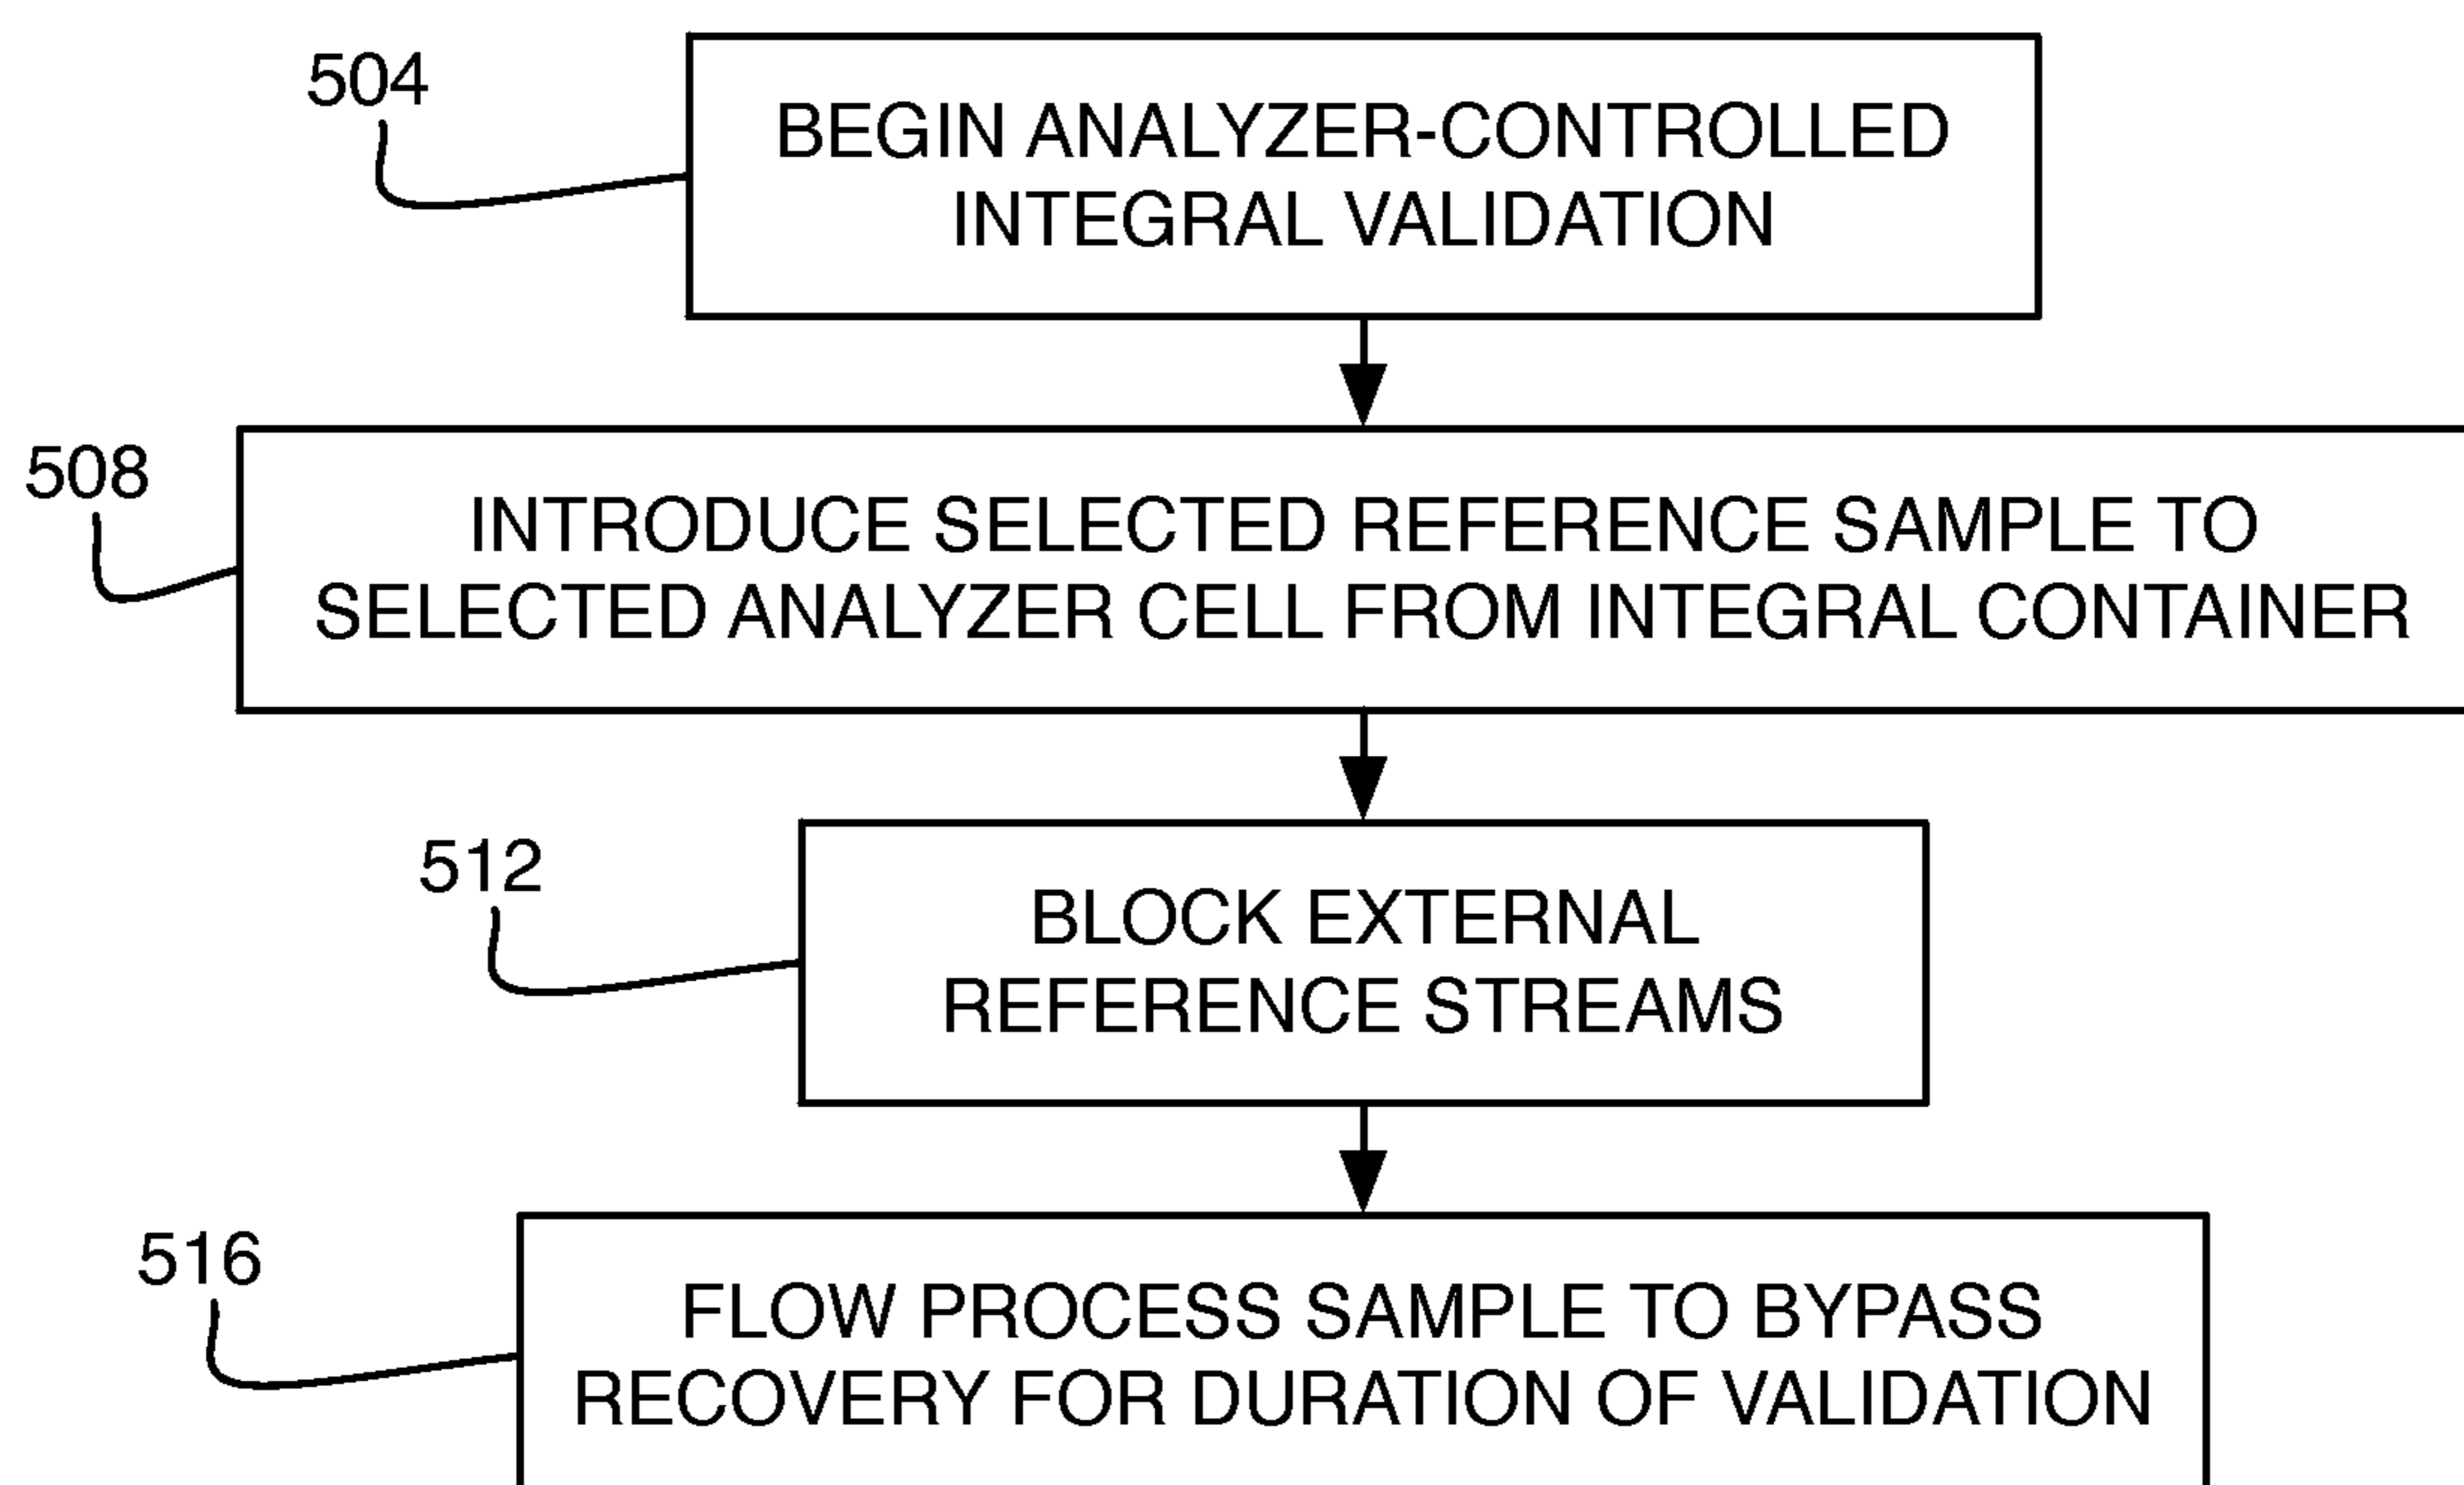 504
BEGIN ANALYZER-CONTROLLED
INTEGRAL VALIDATION
508
INTRODUCE SELECTED REFERENCE SAMPLE TO
SELECTED ANALYZER CELL FROM INTEGRAL CONTAINER
512
BLOCK EXTERNAL
REFERENCE STREAMS
516
FLOW PROCESS SAMPLE TO BYPASS
RECOVERY FOR DURATION OF VALIDATION